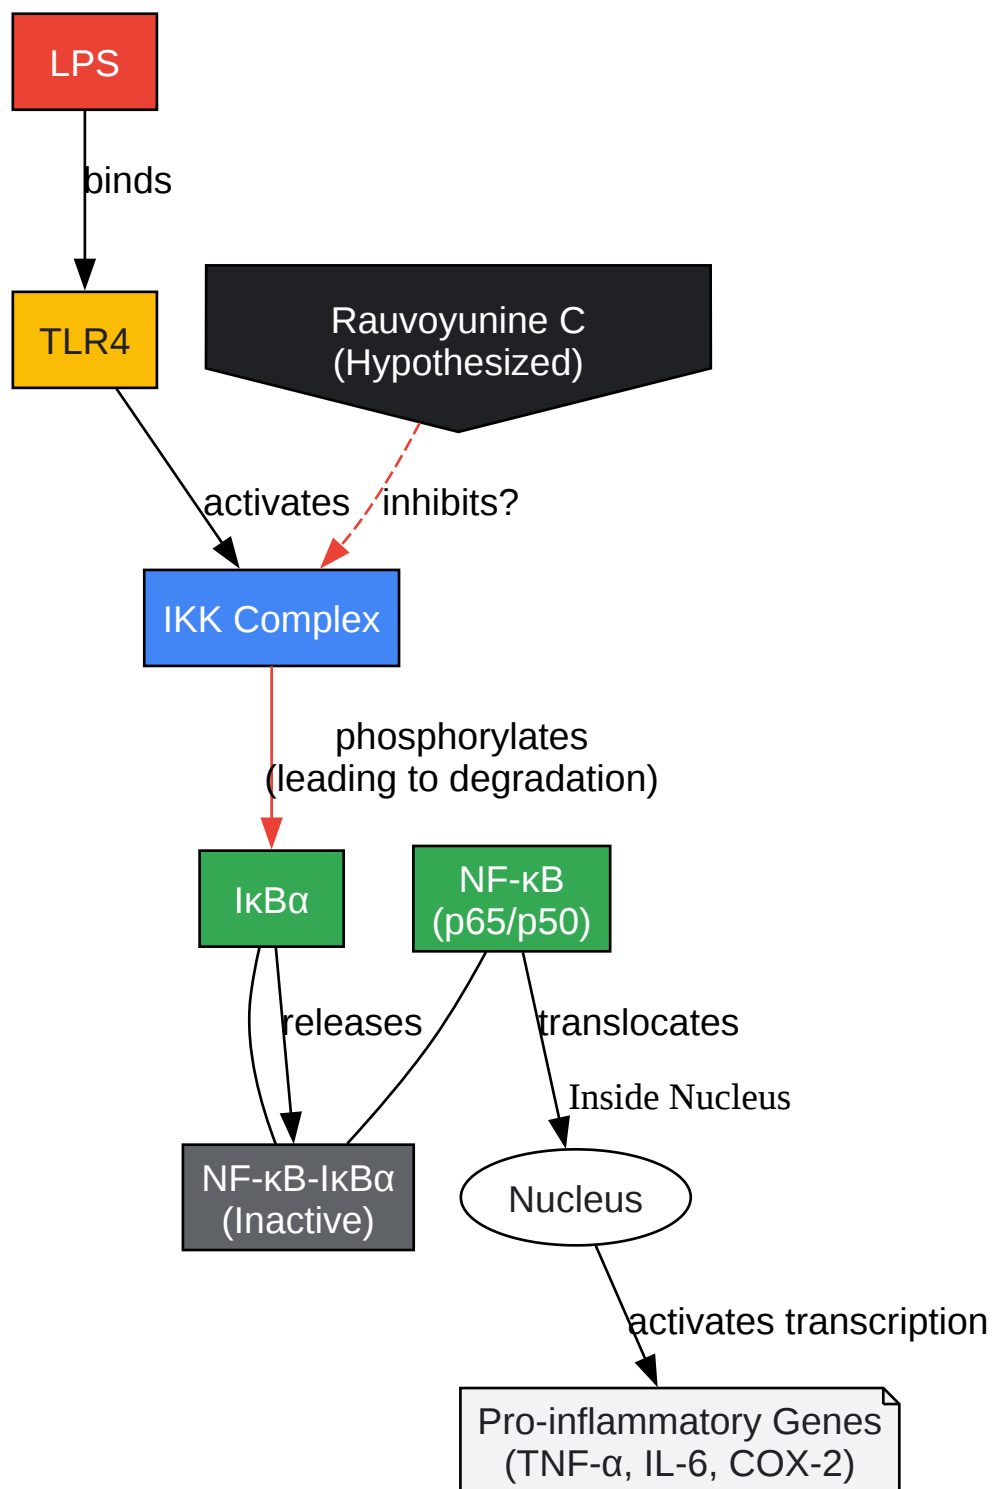 LPS
binds
TLR4
Rauvoyunine C
(Hypothesized)
activates
inhibits?
IKK Complex
phosphorylates
(leading to degradation)
IκBα
NF-κB
(p65/p50)
releases
translocates
Inside Nucleus
NF-κB-IκBα
(Inactive)
Nucleus
activates transcription
Pro-inflammatory Genes
(TNF-α, IL-6, COX-2)